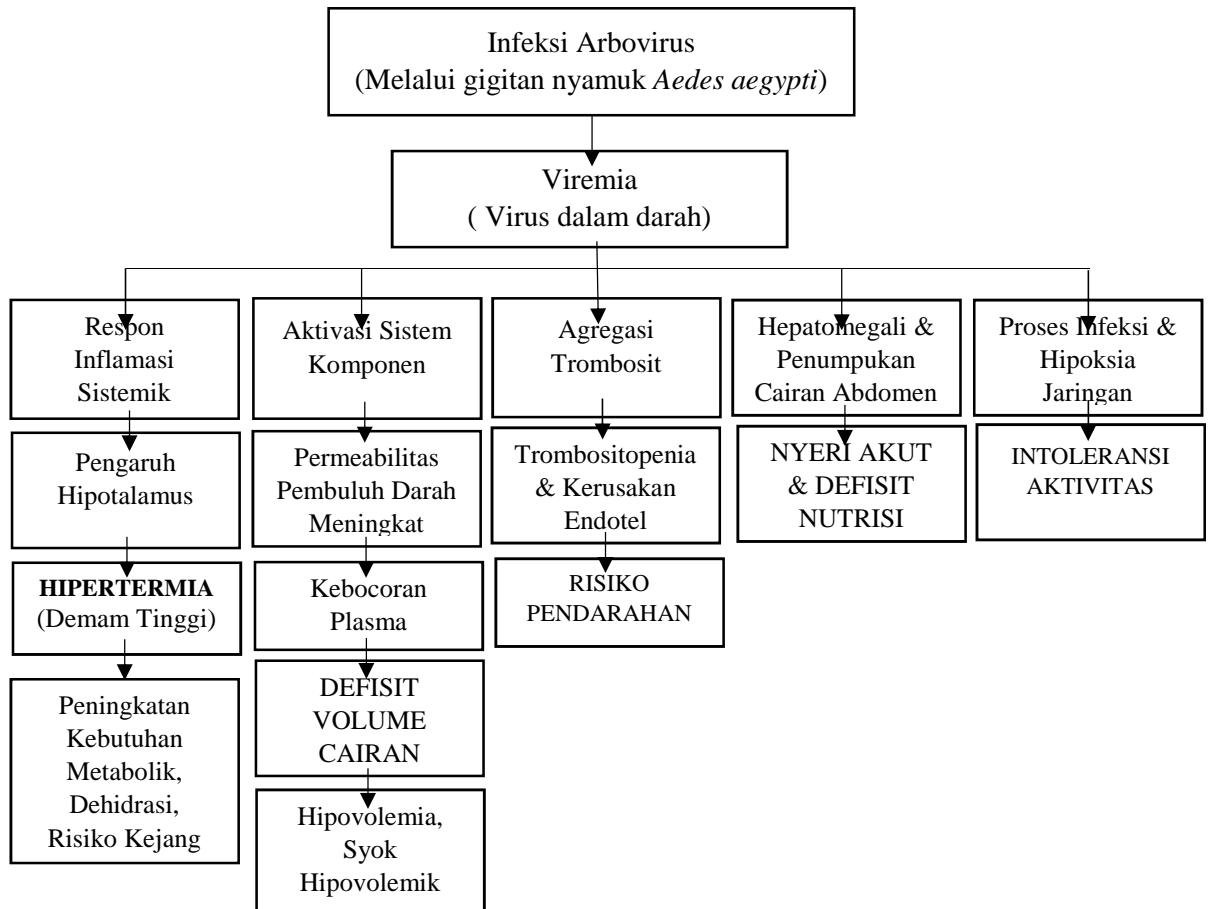 Infeksi Arbovirus
(Melalui gigitan nyamuk Aedes aegypti)
Viremia
( Virus dalam darah)
Respon
Inflamasi
Sistemik
Aktivasi Sistem
Komponen
Agregasi
Trombosit
Hepatomegali &
Penumpukan
Cairan Abdomen
Proses Infeksi &
Hipoksia
Jaringan
Pengaruh
Hipotalamus
Permeabilitas
Pembuluh Darah
Meningkat
Trombositopenia
& Kerusakan
Endotel
NYERI AKUT
& DEFISIT
NUTRISI
INTOLERANSI
AKTIVITAS
HIPERTERMIA
(Demam Tinggi)
Kebocoran
Plasma
RISIKO
PENDARAHAN
Peningkatan
Kebutuhan
Metabolik,
Dehidrasi,
Risiko Kejang
DEFISIT
VOLUME
CAIRAN
Hipovolemia,
Syok
Hipovolemik